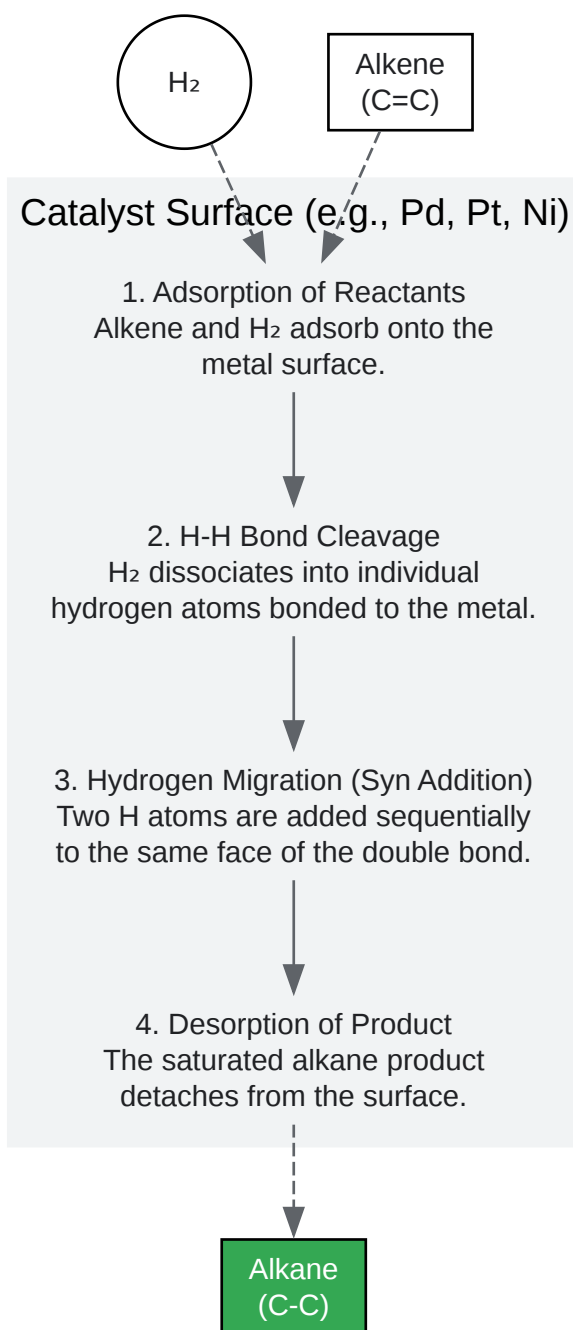 H₂
Alkene
(C=C)
Catalyst Surface (e.g., Pd, Pt, Ni)
1. Adsorption of Reactants
Alkene and H₂ adsorb onto the
metal surface.
2. H-H Bond Cleavage
H₂ dissociates into individual
hydrogen atoms bonded to the metal.
3. Hydrogen Migration (Syn Addition)
Two H atoms are added sequentially
to the same face of the double bond.
4. Desorption of Product
The saturated alkane product
detaches from the surface.
Alkane
(C-C)